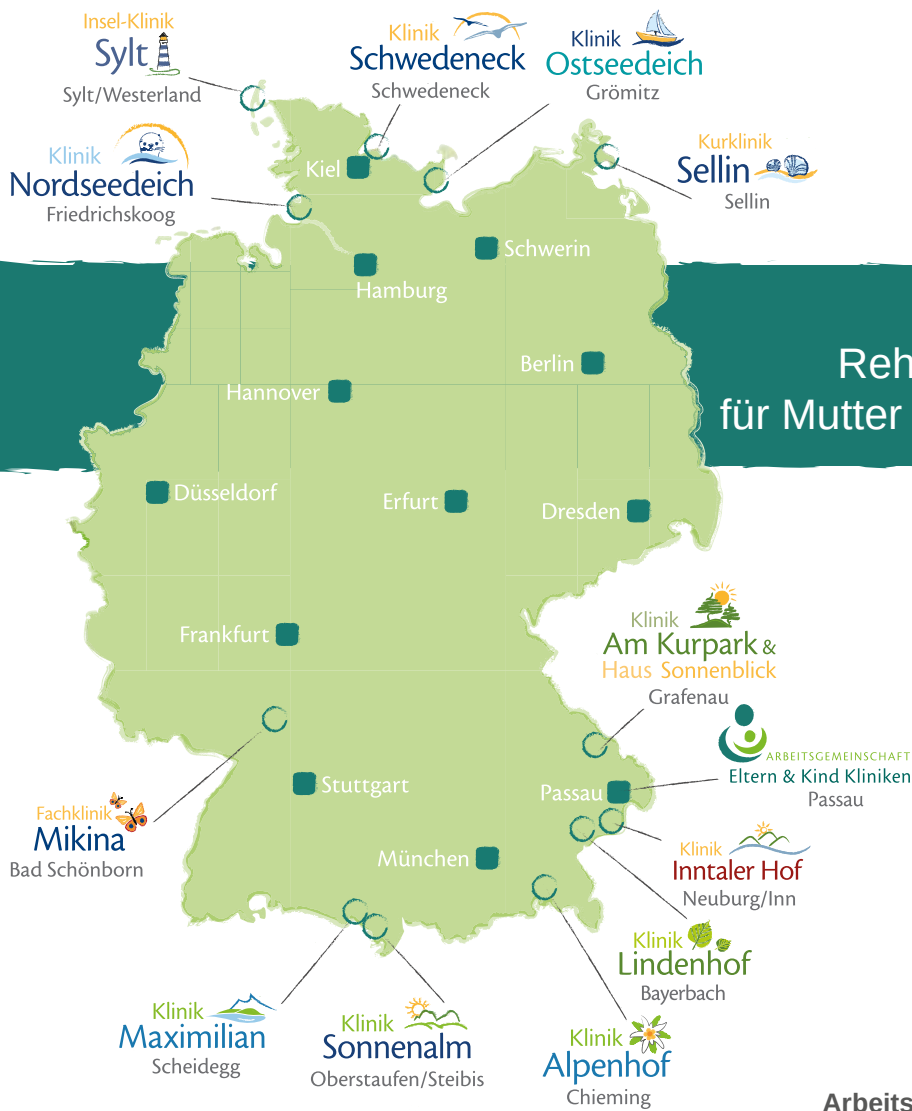 Insel-Klinik
Sylt
Sylt/Westerland
Klinik
Schwedeneck
Schwedeneck
Klinik
Ostseedeich
Grömitz
Klinik
Nordseedeich
Friedrichskoog
Kurklinik
Sellin
Sellin
Kiel
Schwerin
Hamburg
Berlin
Reh
für Mutter
Hannover
Düsseldorf
Erfurt
Dresden
Frankfurt
Klinik
Am Kurpark &
Haus Sonnenblick
Grafenau
ARBEITSGEMEINSCHAFT
Eltern & Kind Kliniken
Passau
Stuttgart
Passau
Fachklinik
Mikina
Bad Schönborn
München
Klinik
Inntaler Hof
Neuburg/Inn
Klinik
Lindenhof
Bayerbach
Klinik
Maximilian
Scheidegg
Klinik
Sonnenalm
Oberstaufen/Steibis
Klinik
Alpenhof
Chieming
Arbeits